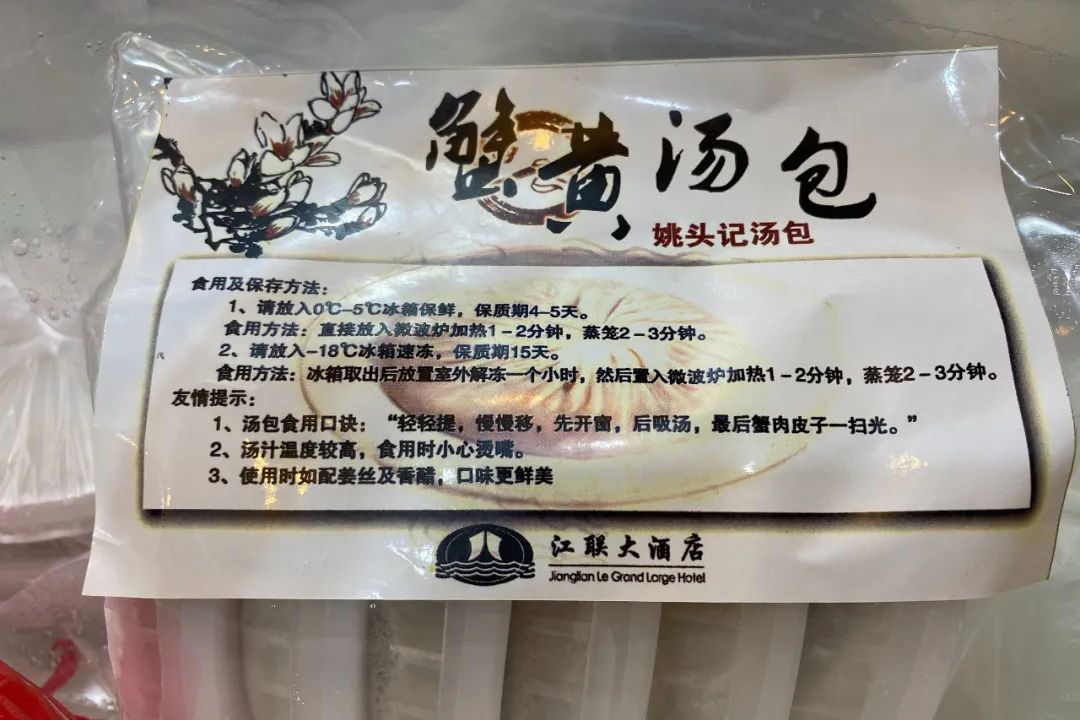 蟹黄汤包
姚头记汤包
食用及保存方法：
1、请放入0℃–5℃冰箱保鲜，保质期4–5天。
食用方法：直接放入微波炉加热1－2分钟，蒸笼2－3分钟。
2、请放入-18℃冰箱速冻，保质期15天。
食用方法：冰箱取出后放置室外解冻一个小时，然后置入微波炉加热1－2分钟，蒸笼2－3分钟。
友情提示：
1、汤包食用口诀：“轻轻提，慢慢移，先开窗，后吸汤，最后蟹肉皮子一扫光。”
2、汤汁温度较高，食用时小心烫嘴。
3、使用时如配姜丝及香醋，口味更鲜美
江联大酒店
Jianglian Le Grand Large Hotel